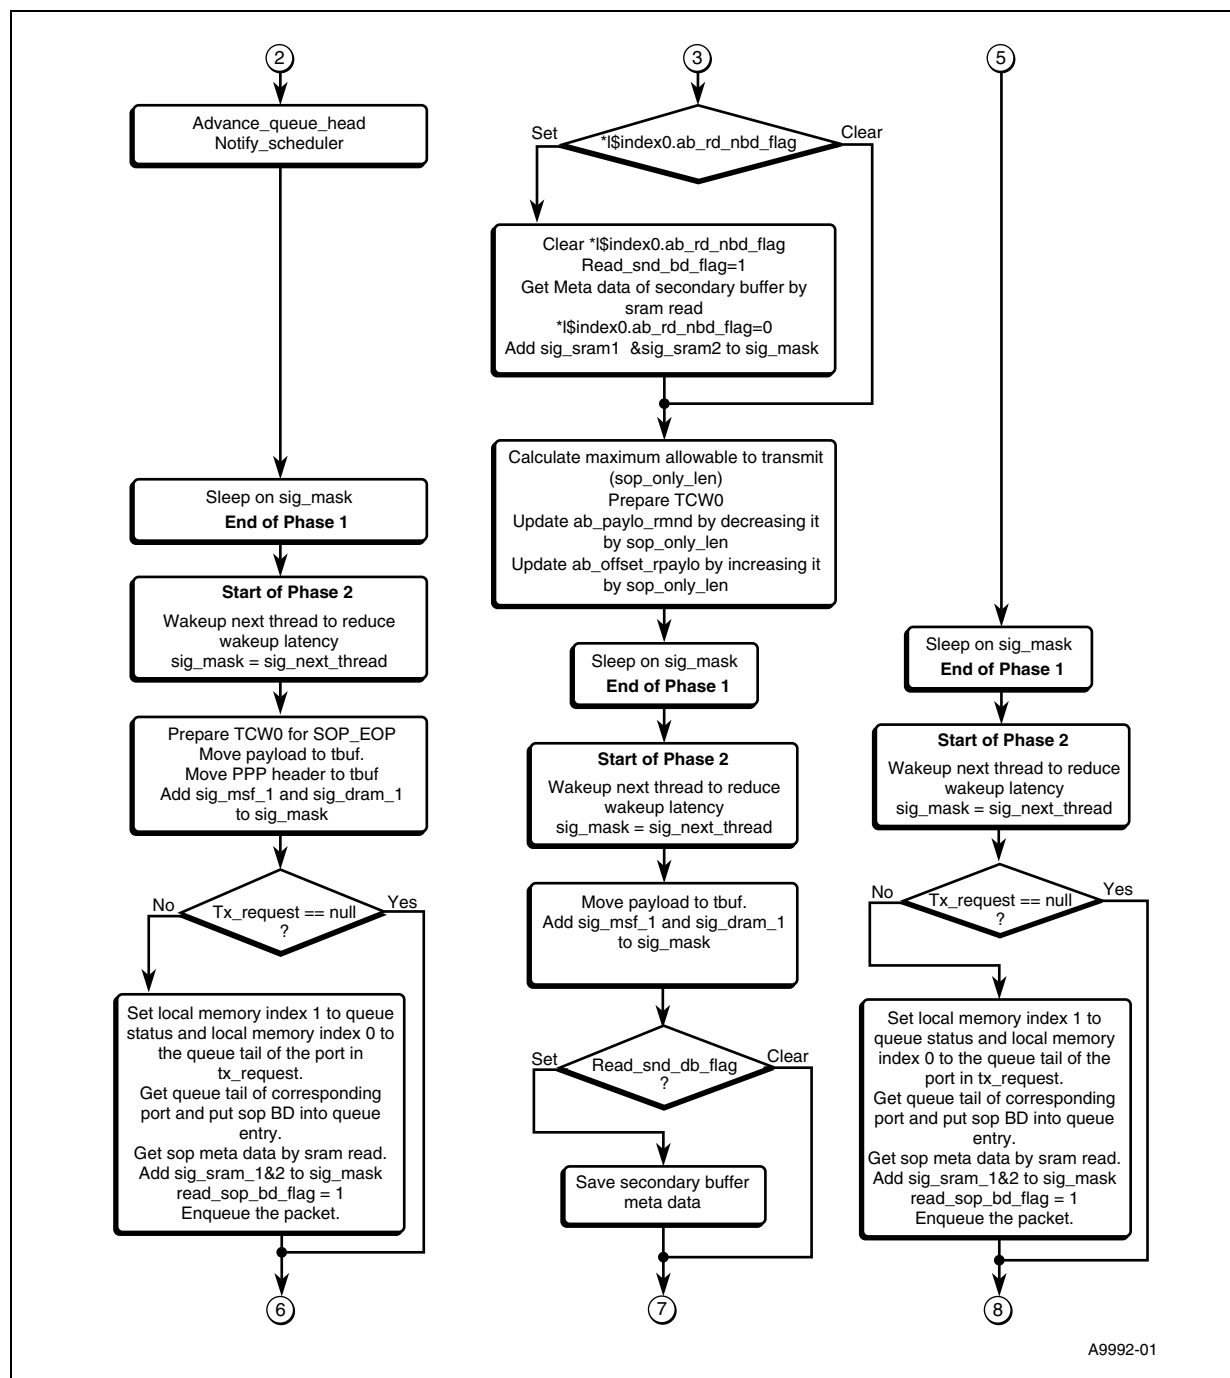 2
Advance_queue_head
Notify_scheduler
Sleep on sig_mask
End of Phase 1
Start of Phase 2
Wakeup next thread to reduce
wakeup latency
sig_mask = sig_next_thread
Prepare TCW0 for SOP_EOP
Move payload to tbuf.
Move PPP header to tbuf
Add sig_msf_1 and sig_dram_1
to sig_mask
No
Tx_request == null
?
Yes
Set local memory index 1 to queue
status and local memory index 0 to
the queue tail of the port in
tx_request.
Get queue tail of corresponding
port and put sop BD into queue
entry.
Get sop meta data by sram read.
Add sig_sram_1&2 to sig_mask
read_sop_bd_flag = 1
Enqueue the packet.
6
3
Set
*l$index0.ab_rd_nbd_flag
Clear
Clear *l$index0.ab_rd_nbd_flag
Read_snd_bd_flag=1
Get Meta data of secondary buffer by
sram read
*l$index0.ab_rd_nbd_flag=0
Add sig_sram1  &sig_sram2 to sig_mask
Calculate maximum allowable to transmit
(sop_only_len)
Prepare TCW0
Update ab_paylo_rmnd by decreasing it
by sop_only_len
Update ab_offset_rpaylo by increasing it
by sop_only_len
Sleep on sig_mask
End of Phase 1
Start of Phase 2
Wakeup next thread to reduce
wakeup latency
sig_mask = sig_next_thread
Move payload to tbuf.
Add sig_msf_1 and sig_dram_1
to sig_mask
Set
Read_snd_db_flag
?
Clear
Save secondary buffer
meta data
7
5
Sleep on sig_mask
End of Phase 1
Start of Phase 2
Wakeup next thread to reduce
wakeup latency
sig_mask = sig_next_thread
No
Tx_request == null
?
Yes
Set local memory index 1 to
queue status and local memory
index 0 to the queue tail of the
port in tx_request.
Get queue tail of corresponding
port and put sop BD into queue
entry.
Get sop meta data by sram read.
Add sig_sram_1&2 to sig_mask
read_sop_bd_flag = 1
Enqueue the packet.
8
A9992-01